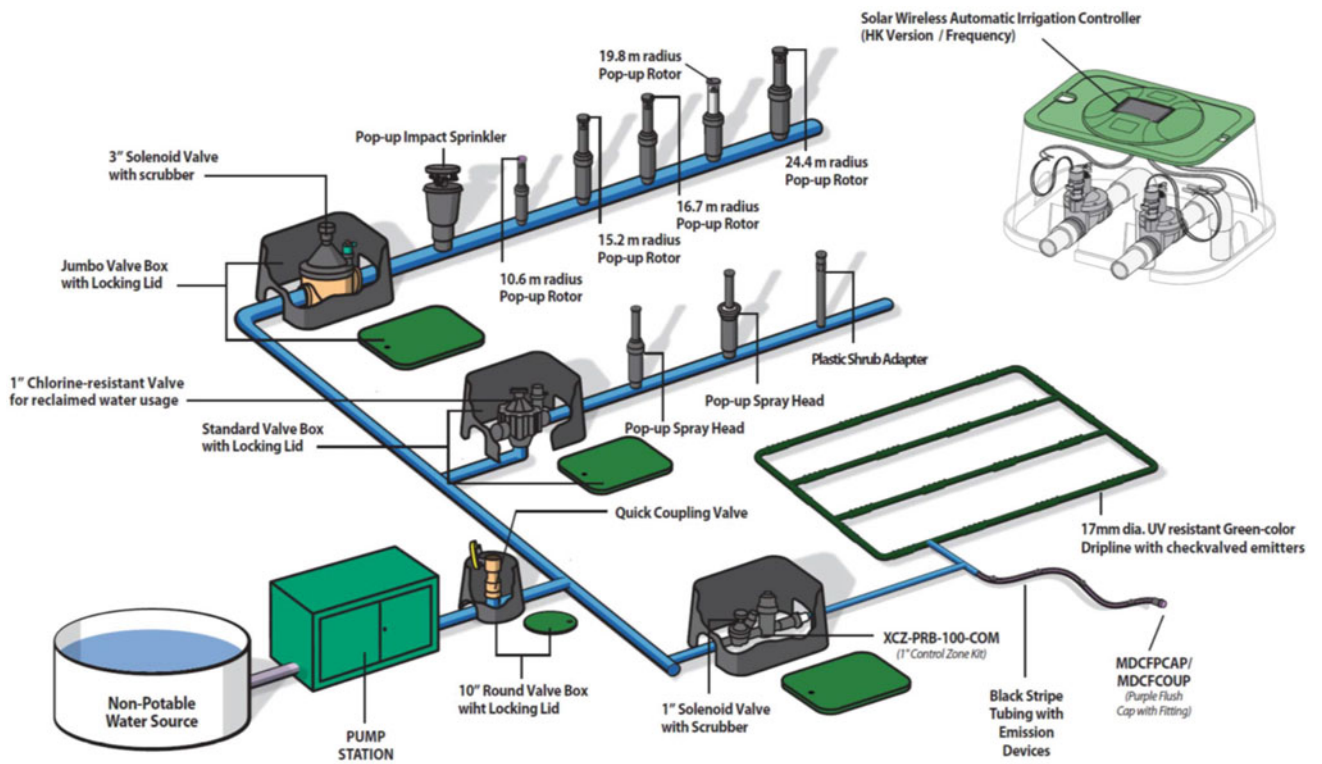 Solar Wireless Automatic Irrigation Controller
(HK Version / Frequency)
19.8 m radius
Pop-up Rotor
Pop-up Impact Sprinkler
3" Solenoid Valve
with scrubber
24.4 m radius
Pop-up Rotor
16.7 m radius
Pop-up Rotor
15.2 m radius
Pop-up Rotor
10.6 m radius
Pop-up Rotor
Jumbo Valve Box
with Locking Lid
Plastic Shrub Adapter
1" Chlorine-resistant Valve
for reclaimed water usage
Pop-up Spray Head
Pop-up Spray Head
Standard Valve Box
with Locking Lid
Quick Coupling Valve
17mm dia. UV resistant Green-color
Dripline with checkvalved emitters
XCZ-PRB-100-COM
(1" Control Zone Kit)
MDCFPCAP/
MDCFCOUP
(Purple Flush
Cap with Fitting)
Non-Potable
Water Source
PUMP
STATION
10" Round Valve Box
wiht Locking Lid
1" Solenoid Valve
with Scrubber
Black Stripe
Tubing with
Emission
Devices